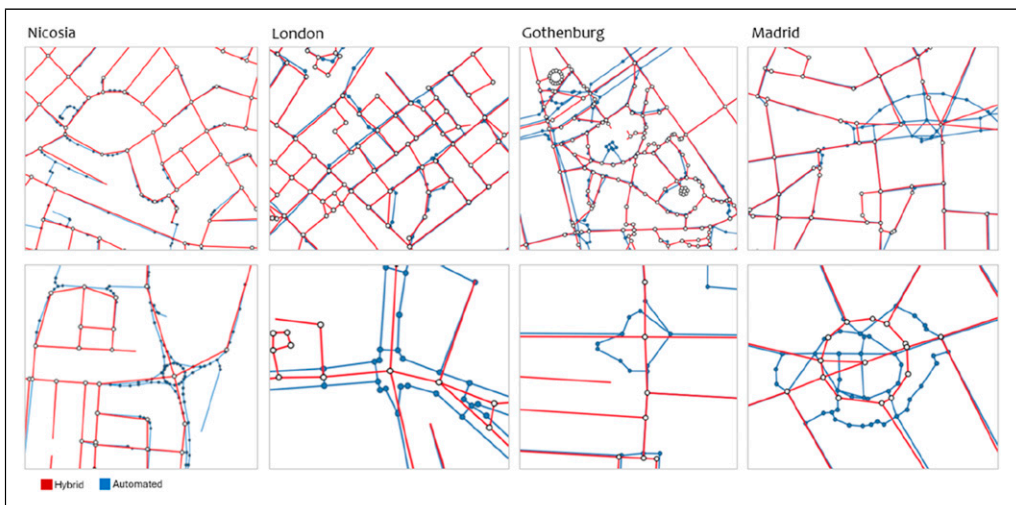 Nicosia
London
Gothenburg
Madrid
Hybrid
Automated